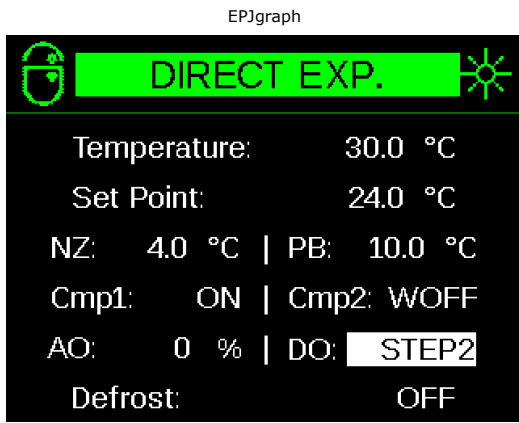 EPJgraph
DIRECT EXP.
Temperature: 30.0 °C
Set Point: 24.0 °C
NZ: 4.0 °C | PB: 10.0 °C
Cmp1: ON | Cmp2: WOFF
AO: 0 % | DO: STEP2
Defrost: OFF